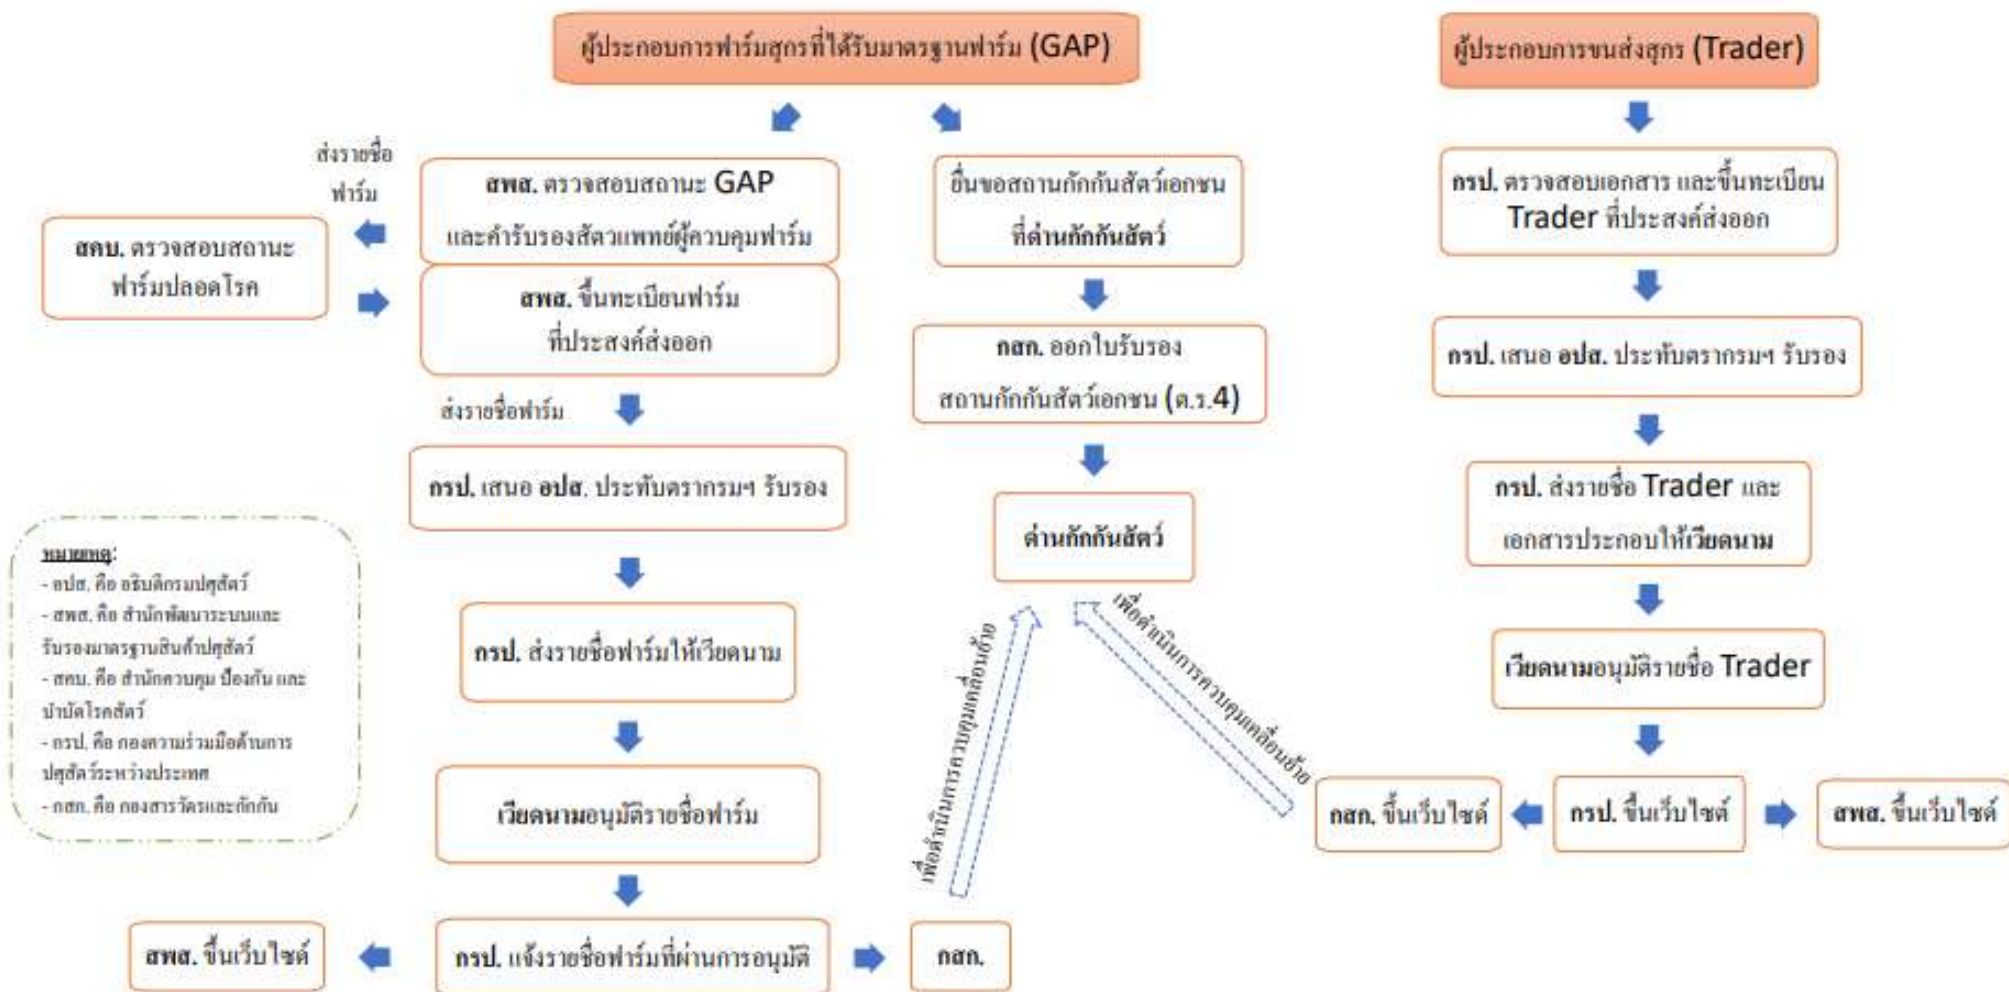 ผู้ประกอบการฟาร์มสุกรที่ได้รับมาตรฐานฟาร์ม (GAP)
ส่งรายชื่อ
ฟาร์ม
สพส. ตรวจสอบสถานะ GAP
และคำรับรองสัตวแพทย์ผู้ควบคุมฟาร์ม
สคบ. ตรวจสอบสถานะ
ฟาร์มปลอดโรค
สพส. ขึ้นทะเบียนฟาร์ม
ที่ประสงค์ส่งออก
ส่งรายชื่อฟาร์ม
กรป. เสนอ อปส. ประทับตรากรมฯ รับรอง
กรป. ส่งรายชื่อฟาร์มให้เวียดนาม
เวียดนามอนุมัติรายชื่อฟาร์ม
กรป. แจ้งรายชื่อฟาร์มที่ผ่านการอนุมัติ
สพส. ขึ้นเว็บไซต์
กสก.
เพื่อดำเนินการควบคุมเคลื่อนย้าย
ยื่นขอสถานกักกันสัตว์เอกชน
ที่ด่านกักกันสัตว์
กสก. ออกใบรับรอง
สถานกักกันสัตว์เอกชน (ต.ร.4)
ด่านกักกันสัตว์
ผู้ประกอบการขนส่งสุกร (Trader)
กรป. ตรวจสอบเอกสาร และขึ้นทะเบียน
Trader ที่ประสงค์ส่งออก
กรป. เสนอ อปส. ประทับตรากรมฯ รับรอง
กรป. ส่งรายชื่อ Trader และ
เอกสารประกอบให้เวียดนาม
เวียดนามอนุมัติรายชื่อ Trader
กสก. ขึ้นเว็บไซต์
กรป. ขึ้นเว็บไซต์
สพส. ขึ้นเว็บไซต์
เพื่อดำเนินการควบคุมเคลื่อนย้าย
หมายเหตุ:
- อปส. คือ อธิบดีกรมปศุสัตว์
- สพส. คือ สำนักพัฒนาระบบและ
รับรองมาตรฐานสินค้าปศุสัตว์
- สคบ. คือ สำนักควบคุม ป้องกัน และ
บำบัดโรคสัตว์
- กรป. คือ กองความร่วมมือด้านการ
ปศุสัตว์ระหว่างประเทศ
- กสก. คือ กองสารวัตรและกักกัน